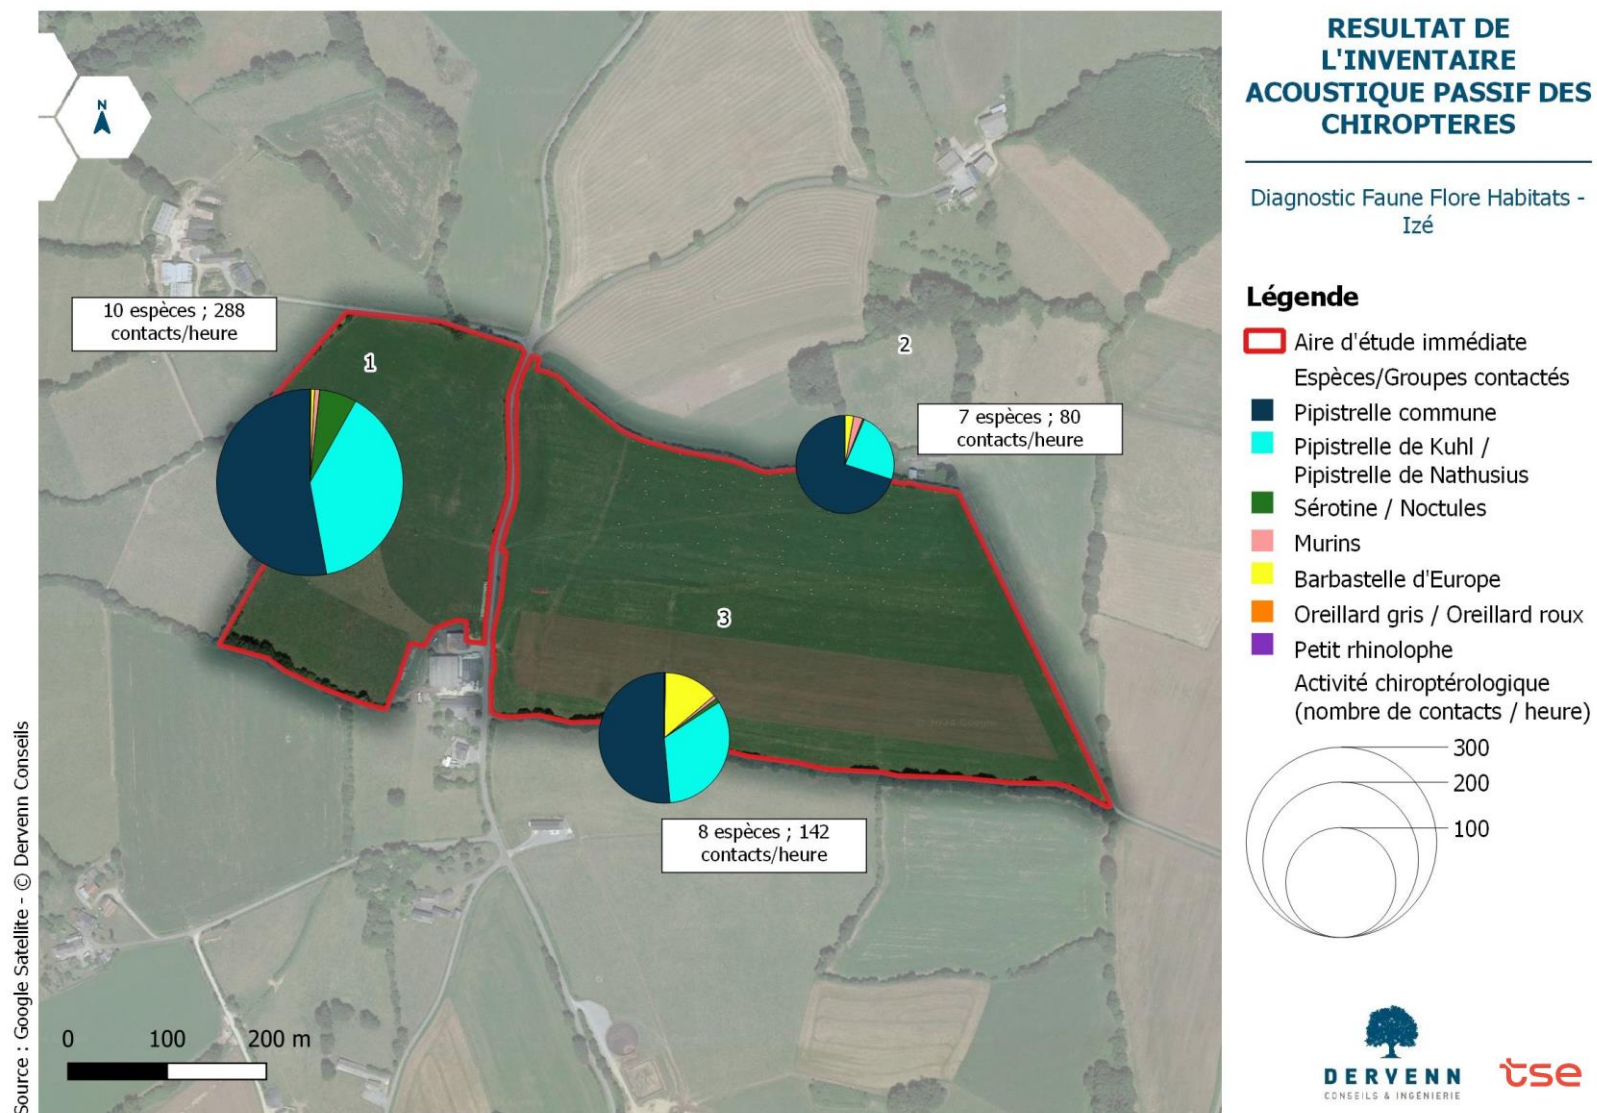 RESULTAT DE
L'INVENTAIRE
ACOUSTIQUE PASSIF DES
CHIROPTERES
Diagnostic Faune Flore Habitats -
Izé
Légende
Aire d'étude immédiate
Espèces/Groupes contactés
Pipistrelle commune
Pipistrelle de Kuhl /
Pipistrelle de Nathusius
Sérotine / Noctules
Murins
Barbastelle d'Europe
Oreillard gris / Oreillard roux
Petit rhinolophe
Activité chiroptérologique
(nombre de contacts / heure)
300
200
100
DERVENN
CONSEILS & INGÉNIERIE
tse
N
10 espèces ; 288
contacts/heure
1
2
7 espèces ; 80
contacts/heure
3
8 espèces ; 142
contacts/heure
0 100 200 m
Source : Google Satellite - © Dervenn Conseils